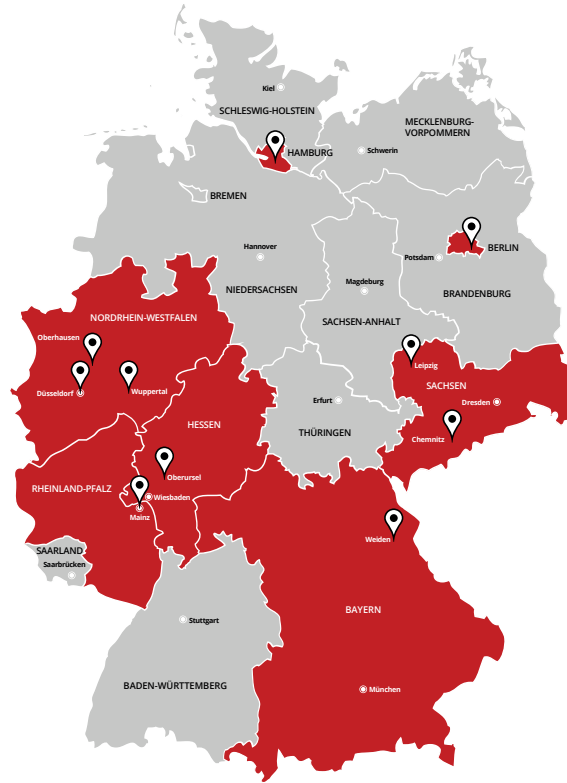 Kiel
SCHLESWIG-HOLSTEIN
MECKLENBURG-
VORPOMMERN
HAMBURG
Schwerin
BREMEN
Hannover
BERLIN
Potsdam
NIEDERSACHSEN
Magdeburg
BRANDENBURG
NORDRHEIN-WESTFALEN
SACHSEN-ANHALT
Oberhausen
Leipzig
Düsseldorf
Wuppertal
SACHSEN
Erfurt
Dresden
HESSEN
THÜRINGEN
Chemnitz
Oberursel
RHEINLAND-PFALZ
Wiesbaden
Mainz
Weiden
SAARLAND
Saarbrücken
BAYERN
Stuttgart
BADEN-WÜRTTEMBERG
München